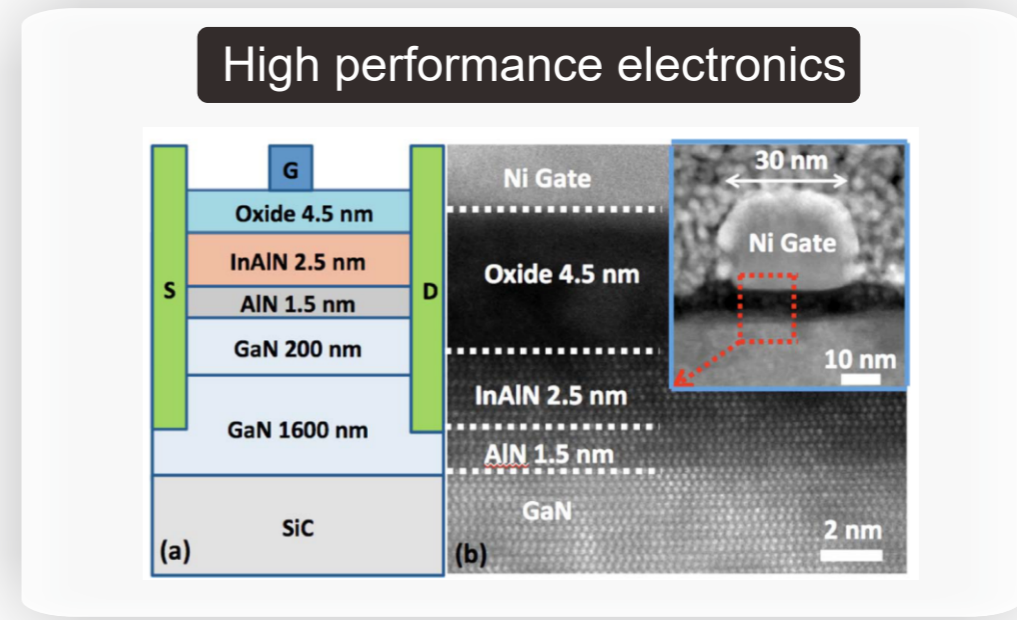 High performance electronics
G
Oxide 4.5 nm
InAlN 2.5 nm
S
D
AlN 1.5 nm
GaN 200 nm
GaN 1600 nm
SiC
(a)
Ni Gate
Oxide 4.5 nm
InAlN 2.5 nm
AlN 1.5 nm
GaN
2 nm
(b)
30 nm
Ni Gate
10 nm